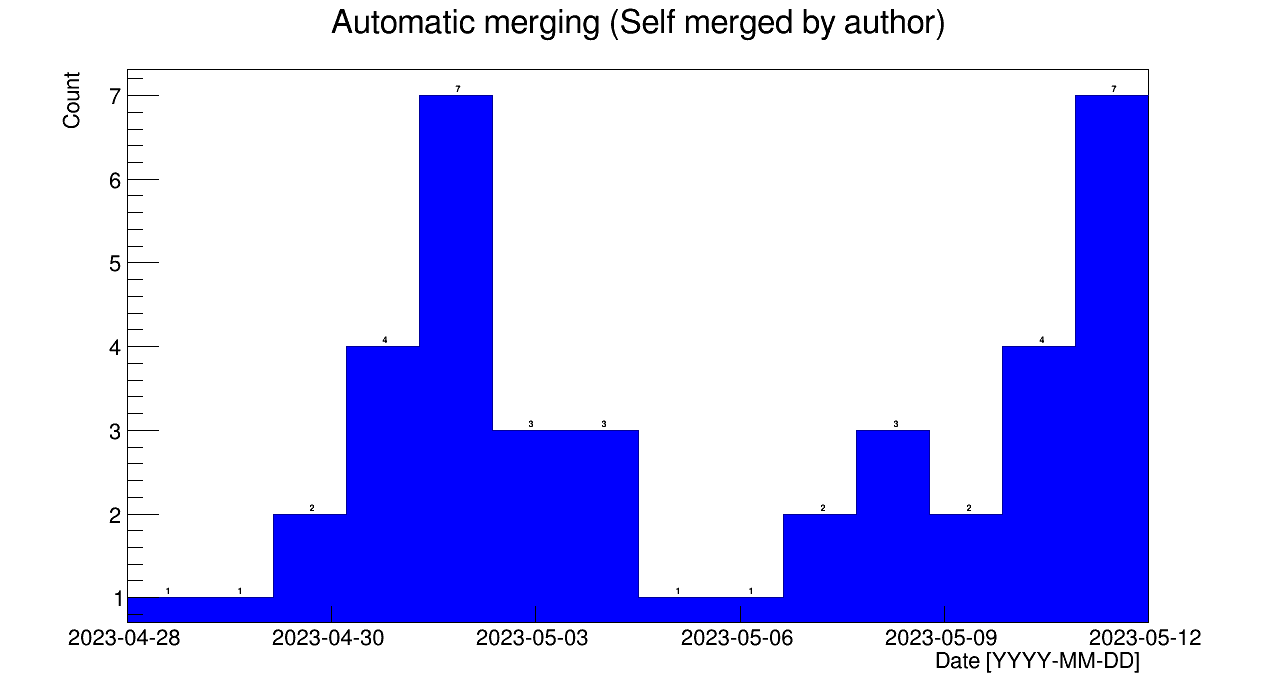 Automatic merging (Self merged by author)
Count
7
7 7
6
5
4
4 4
3
3 3 3
2
2 2 2
1
1 1 1 1
2023-04-28 2023-04-30 2023-05-03 2023-05-06 2023-05-09 2023-05-12
Date [YYYY-MM-DD]